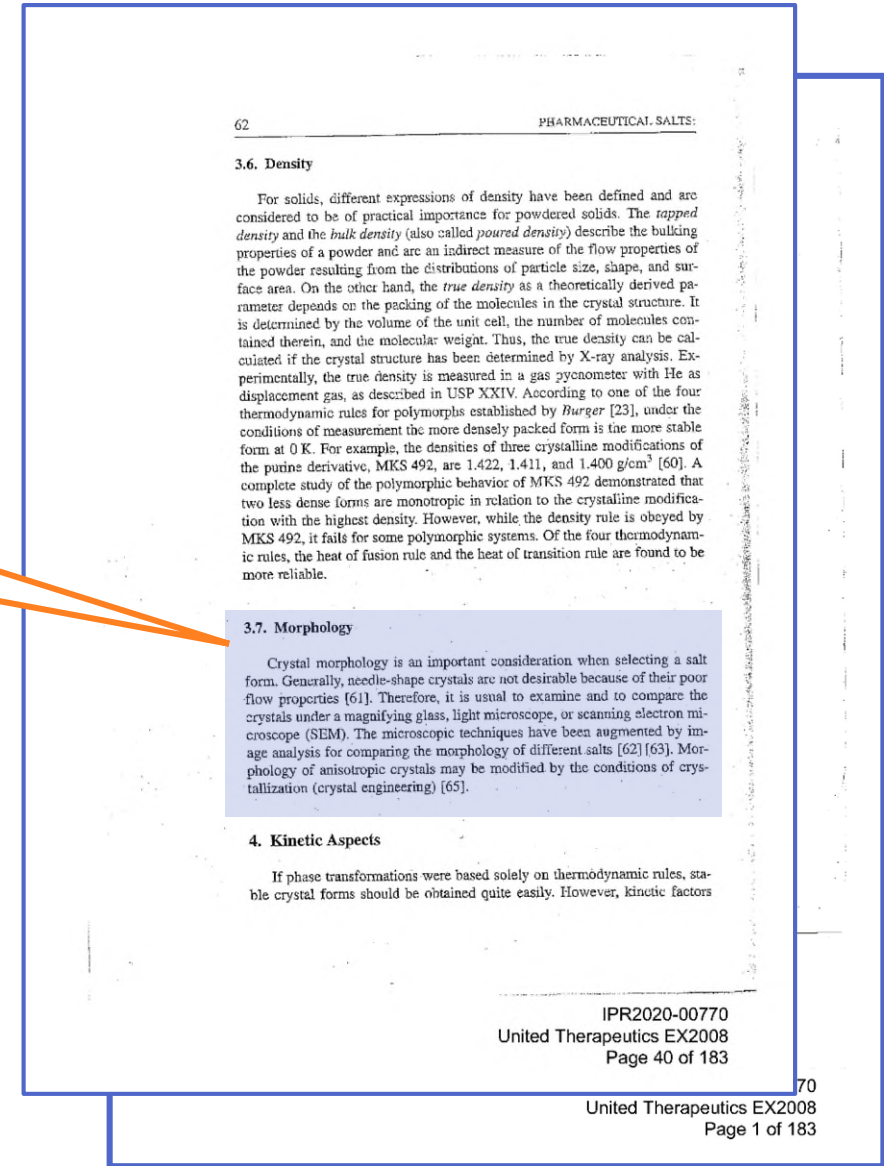 62 PHARMACEUTICAL SALTS:
3.6. Density
For solids, different expressions of density have been defined and are
considered to be of practical importance for powdered solids. The tapped
density and the bulk density (also called poured density) describe the bulking
properties of a powder and are an indirect measure of the flow properties of
the powder resulting from the distributions of particle size, shape, and sur-
face area. On the other hand, the true density as a theoretically derived pa-
rameter depends on the packing of the molecules in the crystal structure. It
is determined by the volume of the unit cell, the number of molecules con-
tained therein, and the molecular weight. Thus, the true density can be cal-
culated if the crystal structure has been determined by X-ray analysis. Ex-
perimentally, the true density is measured in a gas pycnometer with He as
displacement gas, as described in USP XXIV. According to one of the four
thermodynamic rules for polymorphs established by Burger [23], under the
conditions of measurement the more densely packed form is the more stable
form at 0 K. For example, the densities of three crystalline modifications of
the purine derivative, MKS 492, are 1.422, 1.411, and 1.400 g/cm³ [60]. A
complete study of the polymorphic behavior of MKS 492 demonstrated that
two less dense forms are monotropic in relation to the crystalline modifica-
tion with the highest density. However, while the density rule is obeyed by
MKS 492, it fails for some polymorphic systems. Of the four thermodynam-
ic rules, the heat of fusion rule and the heat of transition rule are found to be
more reliable.
3.7. Morphology
Crystal morphology is an important consideration when selecting a salt
form. Generally, needle-shape crystals are not desirable because of their poor
flow properties [61]. Therefore, it is usual to examine and to compare the
crystals under a magnifying glass, light microscope, or scanning electron mi-
croscope (SEM). The microscopic techniques have been augmented by im-
age analysis for comparing the morphology of different salts [62] [63]. Mor-
phology of anisotropic crystals may be modified by the conditions of crys-
tallization (crystal engineering) [65].
4. Kinetic Aspects
If phase transformations were based solely on thermodynamic rules, sta-
ble crystal forms should be obtained quite easily. However, kinetic factors
IPR2020-00770
United Therapeutics EX2008
Page 40 of 183
70
United Therapeutics EX2008
Page 1 of 183